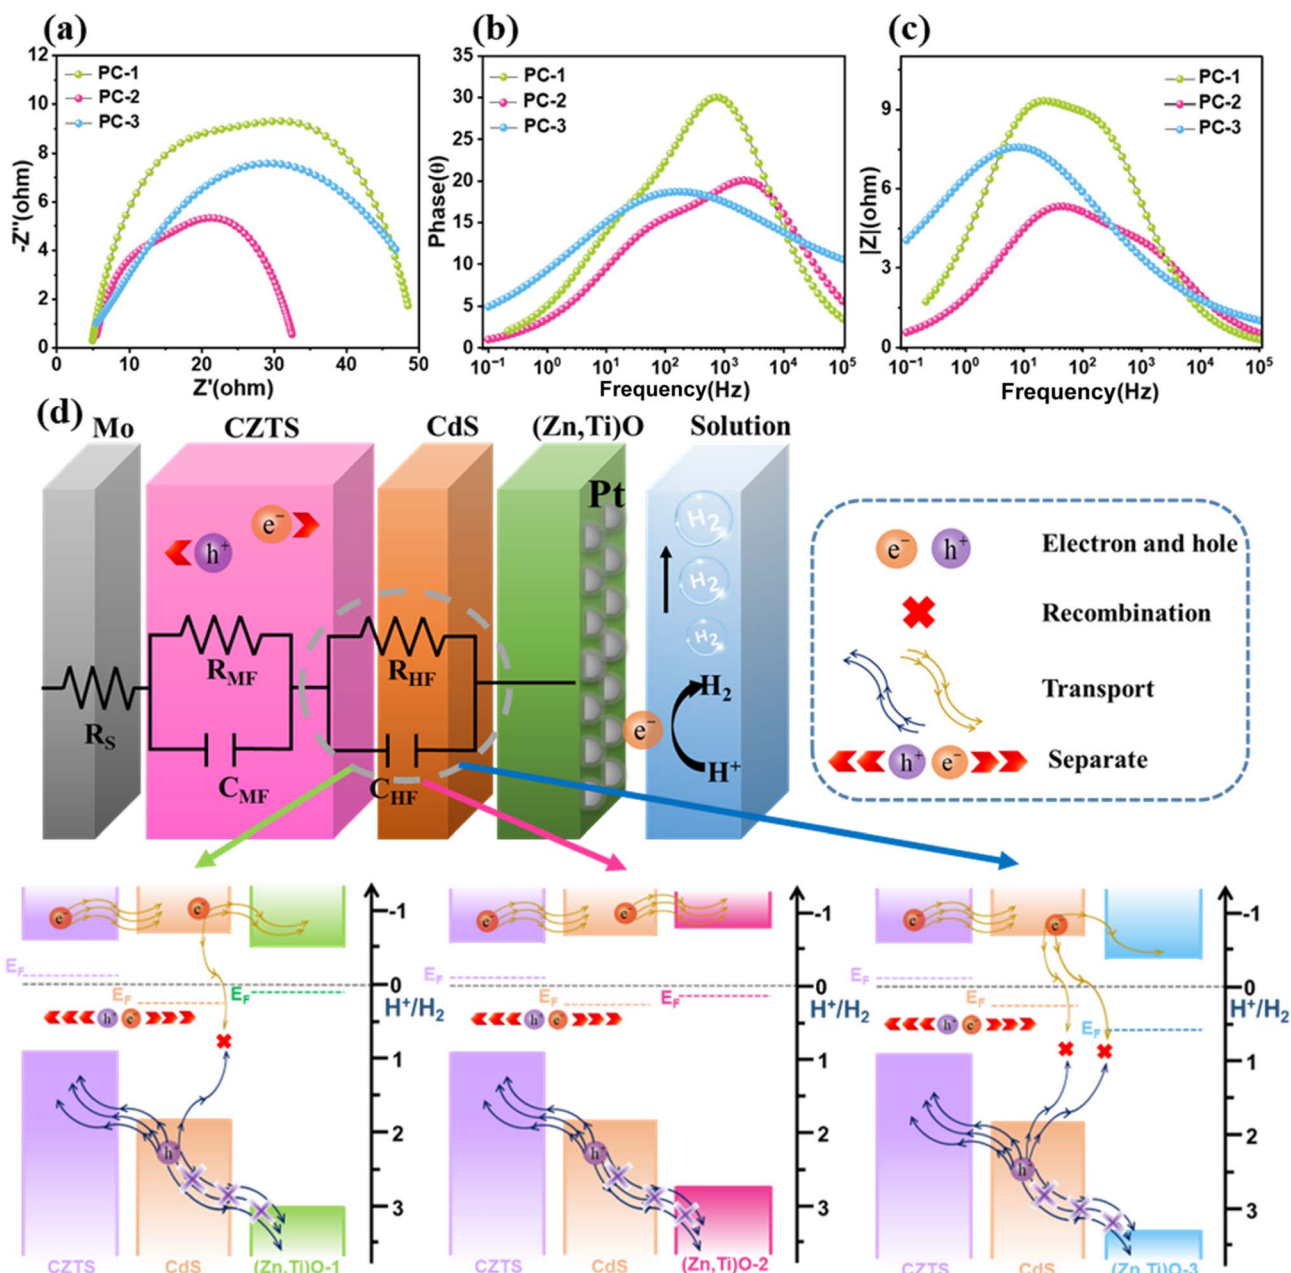 (a)
12
10
8
6
4
2
0
-Z''(ohm)
PC-1
PC-2
PC-3
0 10 20 30 40 50
Z'(ohm)
(b)
35
30
25
20
15
10
5
0
Phase(θ)
PC-1
PC-2
PC-3
10⁻¹ 10⁰ 10¹ 10² 10³ 10⁴ 10⁵
Frequency(Hz)
(c)
9
6
3
0
|Z|(ohm)
PC-1
PC-2
PC-3
10⁻¹ 10⁰ 10¹ 10² 10³ 10⁴ 10⁵
Frequency(Hz)
(d)
Mo CZTS CdS (Zn,Ti)O Solution
Pt
e⁻
h⁺
R_S
R_MF
C_MF
R_HF
C_HF
H₂
H₂
H₂
H₂
e⁻
H⁺
e⁻ h⁺ Electron and hole
Recombination
Transport
h⁺ e⁻ Separate
e⁻ e⁻
-1
E_F
0
E_F
E_F
H⁺/H₂
h⁺ e⁻
1
2
h⁺
3
CZTS CdS (Zn,Ti)O-1
e⁻ e⁻
-1
E_F
0
E_F
E_F
H⁺/H₂
h⁺ e⁻
1
2
h⁺
3
CZTS CdS (Zn,Ti)O-2
e⁻ e⁻
-1
E_F
0
E_F
E_F
H⁺/H₂
h⁺ e⁻
1
2
h⁺
3
CZTS CdS (Zn,Ti)O-3